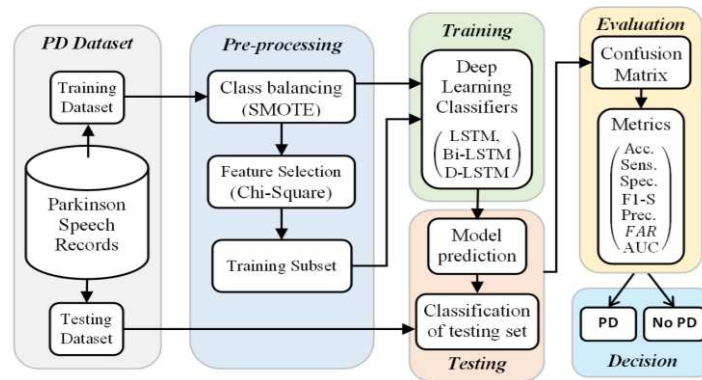 PD Dataset
Training
Dataset
Parkinson
Speech
Records
Testing
Dataset
Pre-processing
Class balancing
(SMOTE)
Feature Selection
(Chi-Square)
Training Subset
Training
Deep
Learning
Classifiers
(LSTM,
Bi-LSTM
D-LSTM)
Model
prediction
Classification
of testing set
Testing
Evaluation
Confusion
Matrix
Metrics
(Acc.
Sens.
Spec.
F1-S
Prec.
FAR
AUC)
PD
No PD
Decision